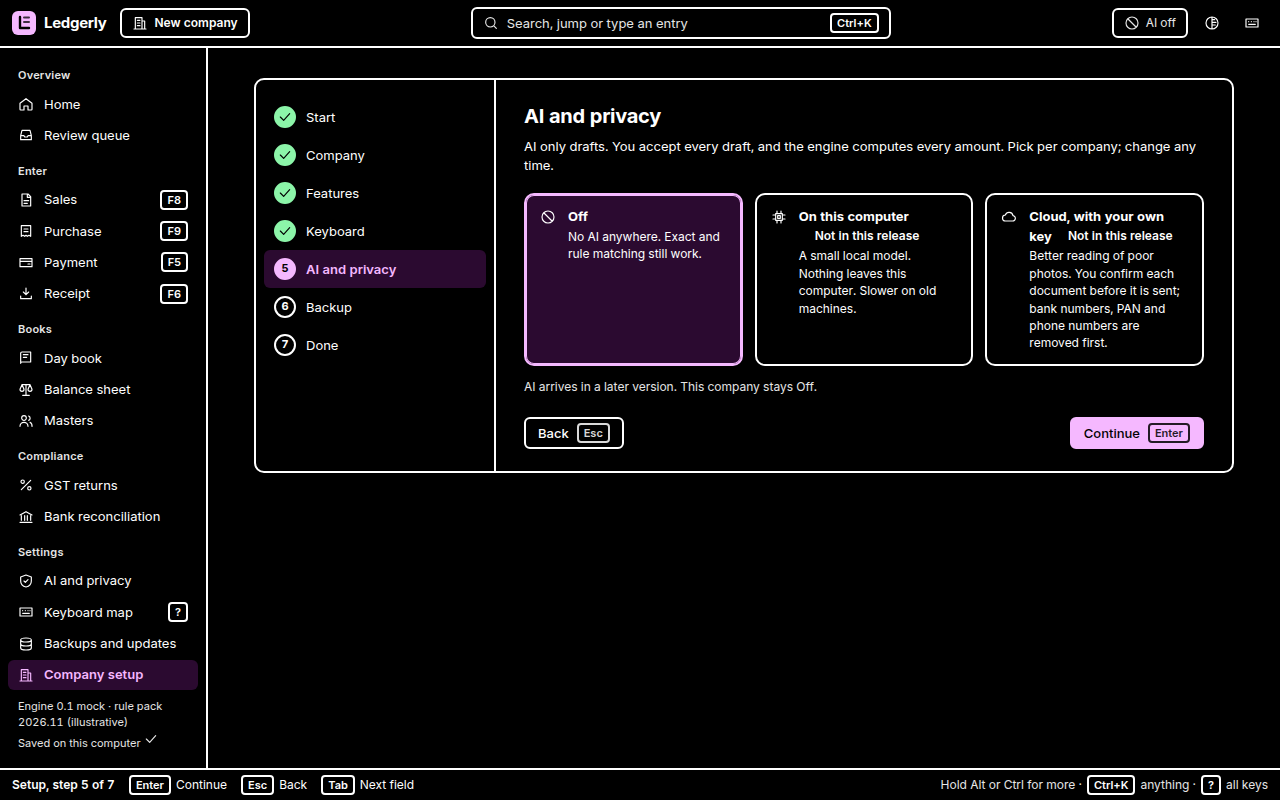 Ledgerly
New company
Search, jump or type an entry
Ctrl+K
AI off
Overview
Home
Review queue
Enter
Sales F8
Purchase F9
Payment F5
Receipt F6
Books
Day book
Balance sheet
Masters
Compliance
GST returns
Bank reconciliation
Settings
AI and privacy
Keyboard map ?
Backups and updates
Company setup
Engine 0.1 mock · rule pack
2026.11 (illustrative)
Saved on this computer
Start
Company
Features
Keyboard
5 AI and privacy
6 Backup
7 Done
AI and privacy
AI only drafts. You accept every draft, and the engine computes every amount. Pick per company; change any
time.
Off
No AI anywhere. Exact and
rule matching still work.
On this computer
Not in this release
A small local model.
Nothing leaves this
computer. Slower on old
machines.
Cloud, with your own
key Not in this release
Better reading of poor
photos. You confirm each
document before it is sent;
bank numbers, PAN and
phone numbers are
removed first.
AI arrives in a later version. This company stays Off.
Back Esc
Continue Enter
Setup, step 5 of 7 Enter Continue Esc Back Tab Next field
Hold Alt or Ctrl for more · Ctrl+K anything · ? all keys